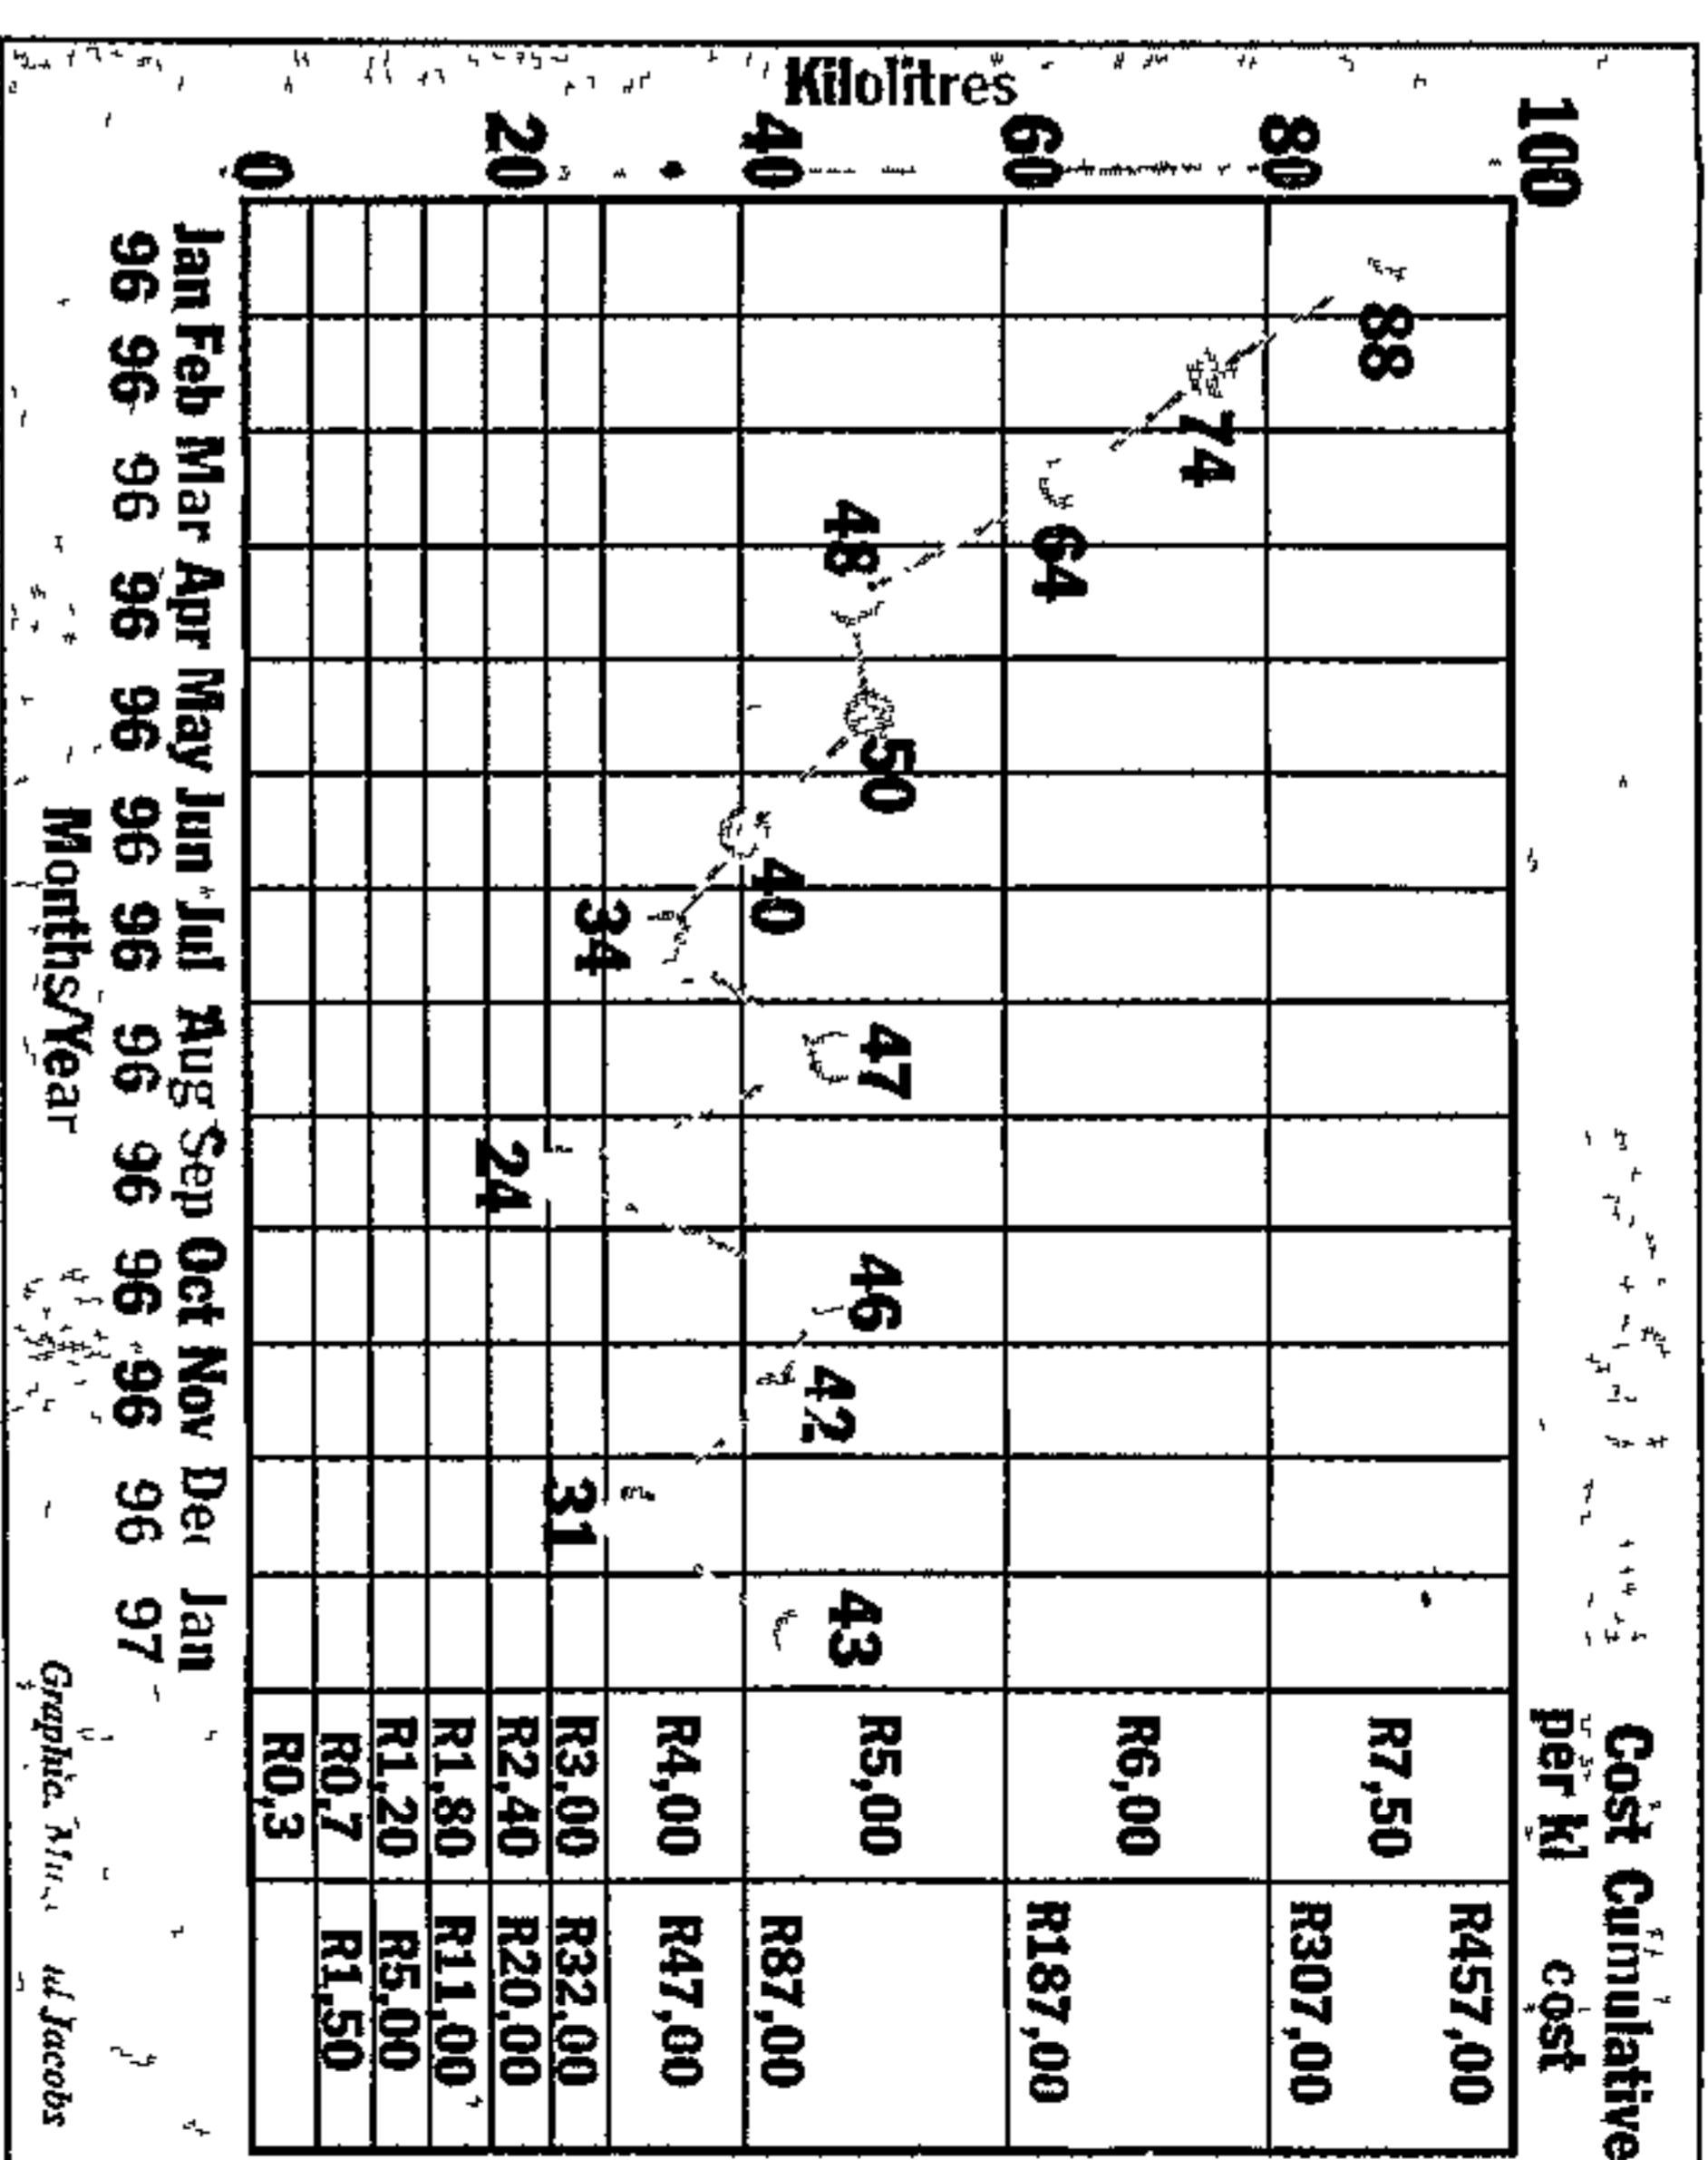 Cost per kl
Cumulative cost
Kilolitres
100
80
60
40
20
0
88
74
64
48
50
40
34
47
24
46
42
31
43
R457,00
R7,50
R307,00
R6,00 R187,00
R5,00
R87,00
R4,00 R47,00
R3,00 R32,00
R2,40 R20,00
R1,80 R11,00
R1,20 R5,00
R0,7 R1,50
R0,3
Jan Feb Mar Apr May Jun Jul Aug Sep Oct Nov Dec Jan
96 96 96 96 96 96 96 96 96 96 96 96 97
Months/Year
Jacobs